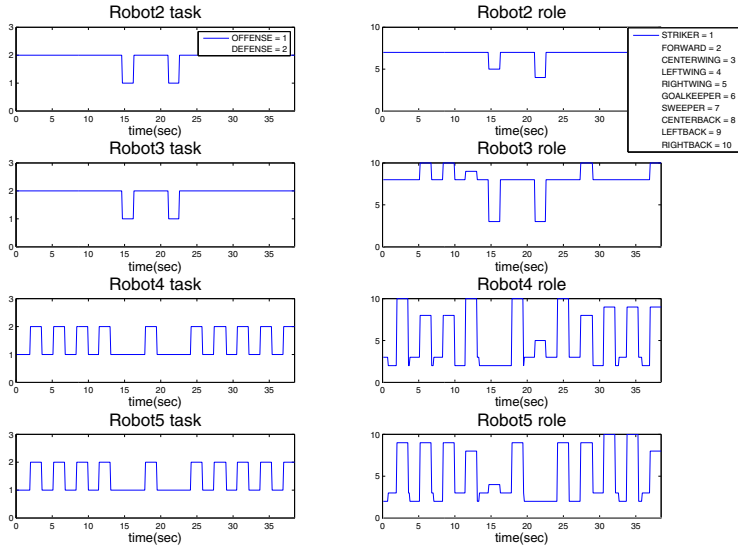 Robot2 task
Robot2 role
3
2
1
0
OFFENSE = 1
DEFENSE = 2
0 5 10 15 20 25 30 35
time(sec)
10
5
0
STRIKER = 1
FORWARD = 2
CENTERWING = 3
LEFTWING = 4
RIGHTWING = 5
GOALKEEPER = 6
SWEEPER = 7
CENTERBACK = 8
LEFTBACK = 9
RIGHTBACK = 10
0 5 10 15 20 25 30 35
time(sec)
Robot3 task
Robot3 role
3
2
1
0
0 5 10 15 20 25 30 35
time(sec)
10
5
0
0 5 10 15 20 25 30 35
time(sec)
Robot4 task
Robot4 role
3
2
1
0
0 5 10 15 20 25 30 35
time(sec)
10
5
0
0 5 10 15 20 25 30 35
time(sec)
Robot5 task
Robot5 role
3
2
1
0
0 5 10 15 20 25 30 35
time(sec)
10
5
0
0 5 10 15 20 25 30 35
time(sec)